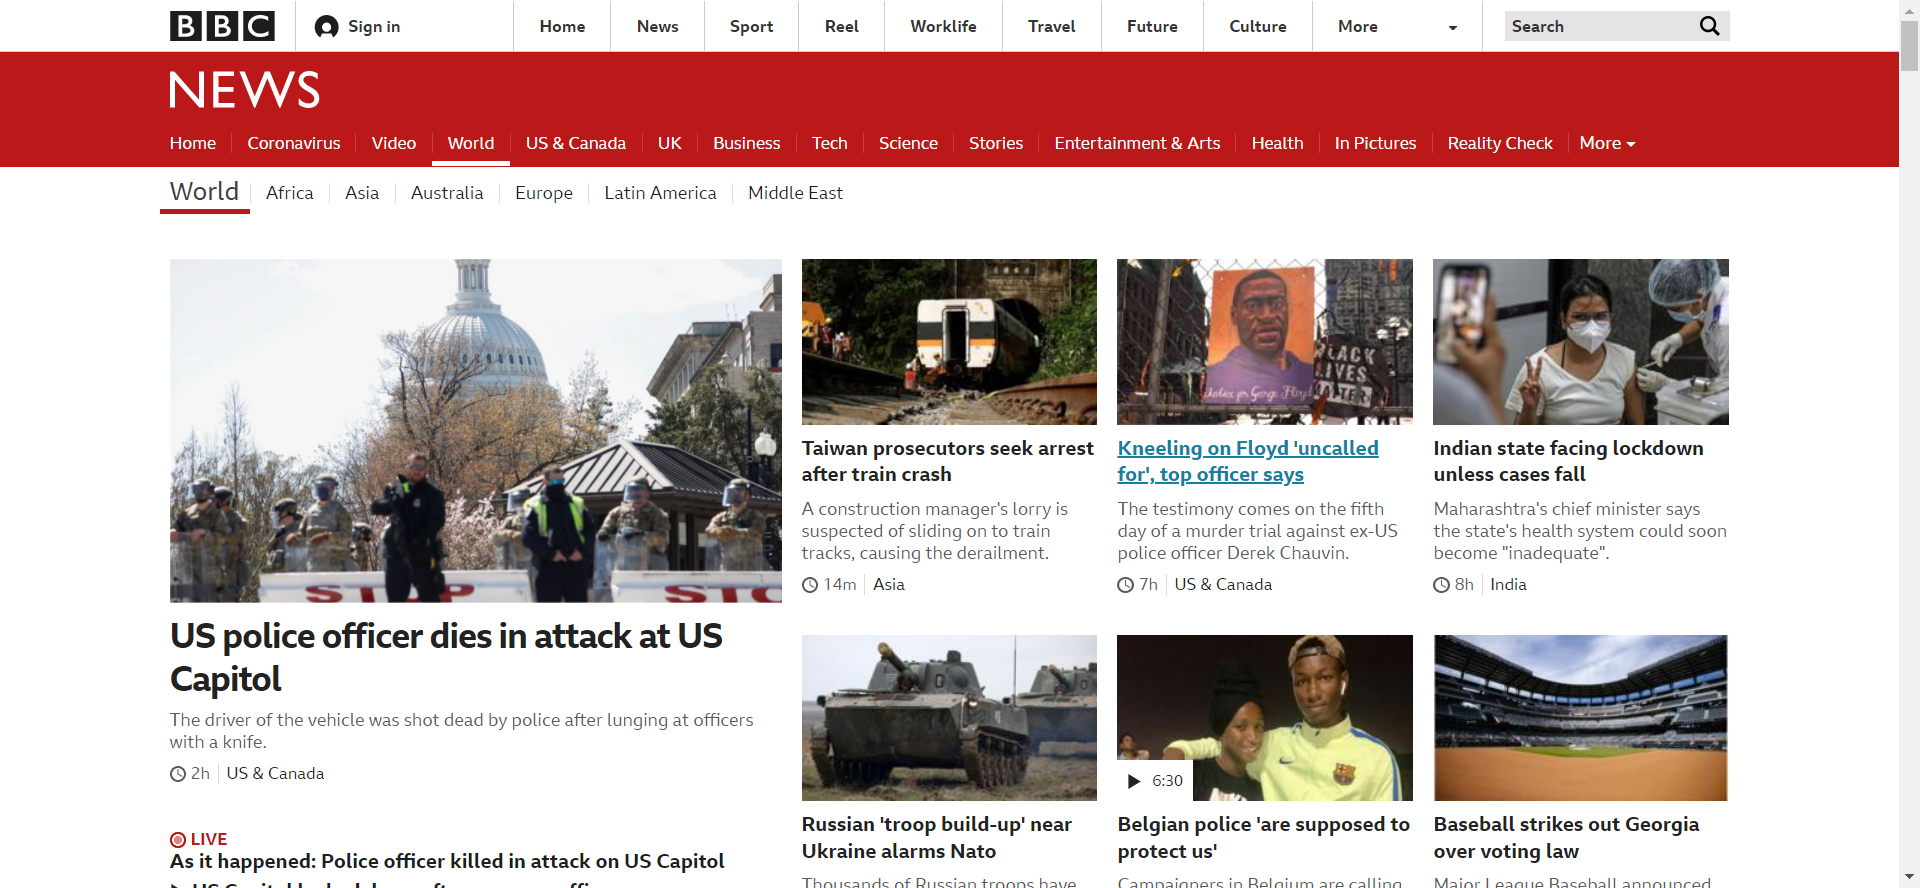 BBC
Sign in
Home
News
Sport
Reel
Worklife
Travel
Future
Culture
More
Search
NEWS
Home
Coronavirus
Video
World
US & Canada
UK
Business
Tech
Science
Stories
Entertainment & Arts
Health
In Pictures
Reality Check
More
World
Africa
Asia
Australia
Europe
Latin America
Middle East
STOP
US police officer dies in attack at US
Capitol
The driver of the vehicle was shot dead by police after lunging at officers
with a knife.
2h
US & Canada
LIVE
As it happened: Police officer killed in attack on US Capitol
Taiwan prosecutors seek arrest
after train crash
A construction manager's lorry is
suspected of sliding on to train
tracks, causing the derailment.
14m
Asia
Justice for George Floyd
BLACK
LIVES
MATTER
Kneeling on Floyd 'uncalled
for', top officer says
The testimony comes on the fifth
day of a murder trial against ex-US
police officer Derek Chauvin.
7h
US & Canada
Indian state facing lockdown
unless cases fall
Maharashtra's chief minister says
the state's health system could soon
become "inadequate".
8h
India
Russian 'troop build-up' near
Ukraine alarms Nato
Thousands of Russian troops have
6:30
Belgian police 'are supposed to
protect us'
Campaigners in Belgium are calling
Baseball strikes out Georgia
over voting law
Major League Baseball announced